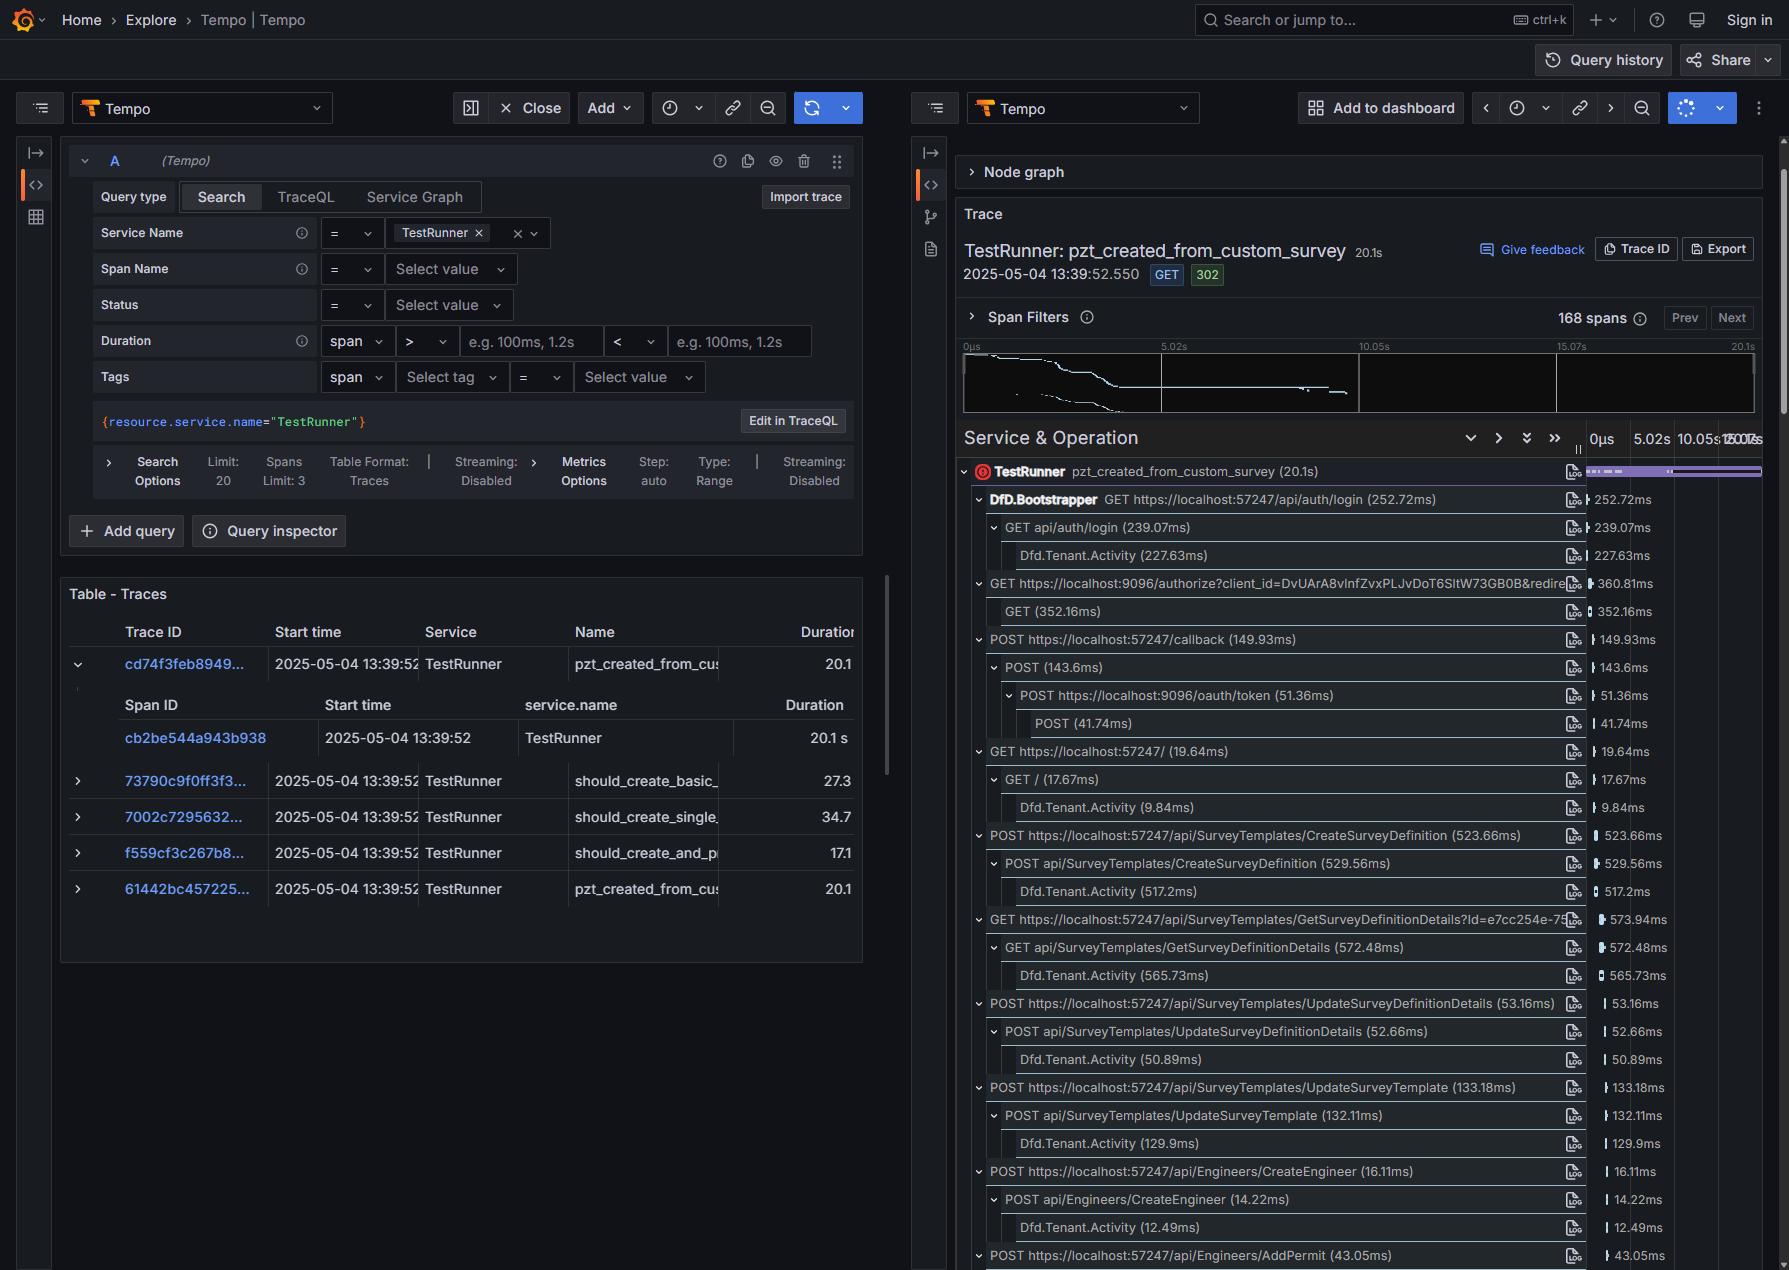 Home › Explore › Tempo | Tempo
Search or jump to...
ctrl+k
Sign in
Query history
Share
Tempo
Close
Add
Tempo
Add to dashboard
A
(Tempo)
Query type
Search
TraceQL
Service Graph
Import trace
Service Name
=
TestRunner
Span Name
=
Select value
Status
=
Select value
Duration
span
>
e.g. 100ms, 1.2s
<
e.g. 100ms, 1.2s
Tags
span
Select tag
=
Select value
{resource.service.name="TestRunner"}
Edit in TraceQL
Search Options
Limit: 20
Spans Limit: 3
Table Format: Traces
|
Streaming: Disabled
Metrics Options
Step: auto
Type: Range
|
Streaming: Disabled
Add query
Query inspector
Table - Traces
Trace ID Start time Service Name Duration
cd74f3feb8949... 2025-05-04 13:39:52 TestRunner pzt_created_from_cus 20.1
Span ID Start time service.name Duration
cb2be544a943b938 2025-05-04 13:39:52 TestRunner 20.1 s
73790c9f0ff3f3... 2025-05-04 13:39:52 TestRunner should_create_basic_ 27.3
7002c7295632... 2025-05-04 13:39:52 TestRunner should_create_single_ 34.7
f559cf3c267b8... 2025-05-04 13:39:52 TestRunner should_create_and_p 17.1
61442bc457225... 2025-05-04 13:39:52 TestRunner pzt_created_from_cus 20.1
Node graph
Trace
TestRunner: pzt_created_from_custom_survey 20.1s
Give feedback
Trace ID
Export
2025-05-04 13:39:52.550 GET 302
Span Filters
168 spans
Prev
Next
0μs 5.02s 10.05s 15.07s 20.1s
Service & Operation
0μs 5.02s 10.05s
TestRunner pzt_created_from_custom_survey (20.1s)
DfD.Bootstrapper GET https://localhost:57247/api/auth/login (252.72ms) 252.72ms
GET api/auth/login (239.07ms) 239.07ms
Dfd.Tenant.Activity (227.63ms) 227.63ms
GET https://localhost:9096/authorize?client_id=DvUArA8vlnfZvxPLJvDoT6SltW73GB0B&redire 360.81ms
GET (352.16ms) 352.16ms
POST https://localhost:57247/callback (149.93ms) 149.93ms
POST (143.6ms) 143.6ms
POST https://localhost:9096/oauth/token (51.36ms) 51.36ms
POST (41.74ms) 41.74ms
GET https://localhost:57247/ (19.64ms) 19.64ms
GET / (17.67ms) 17.67ms
Dfd.Tenant.Activity (9.84ms) 9.84ms
POST https://localhost:57247/api/SurveyTemplates/CreateSurveyDefinition (523.66ms) 523.66ms
POST api/SurveyTemplates/CreateSurveyDefinition (529.56ms) 529.56ms
Dfd.Tenant.Activity (517.2ms) 517.2ms
GET https://localhost:57247/api/SurveyTemplates/GetSurveyDefinitionDetails?Id=e7cc254e-75 573.94ms
GET api/SurveyTemplates/GetSurveyDefinitionDetails (572.48ms) 572.48ms
Dfd.Tenant.Activity (565.73ms) 565.73ms
POST https://localhost:57247/api/SurveyTemplates/UpdateSurveyDefinitionDetails (53.16ms) 53.16ms
POST api/SurveyTemplates/UpdateSurveyDefinitionDetails (52.66ms) 52.66ms
Dfd.Tenant.Activity (50.89ms) 50.89ms
POST https://localhost:57247/api/SurveyTemplates/UpdateSurveyTemplate (133.18ms) 133.18ms
POST api/SurveyTemplates/UpdateSurveyTemplate (132.11ms) 132.11ms
Dfd.Tenant.Activity (129.9ms) 129.9ms
POST https://localhost:57247/api/Engineers/CreateEngineer (16.11ms) 16.11ms
POST api/Engineers/CreateEngineer (14.22ms) 14.22ms
Dfd.Tenant.Activity (12.49ms) 12.49ms
POST https://localhost:57247/api/Engineers/AddPermit (43.05ms) 43.05ms